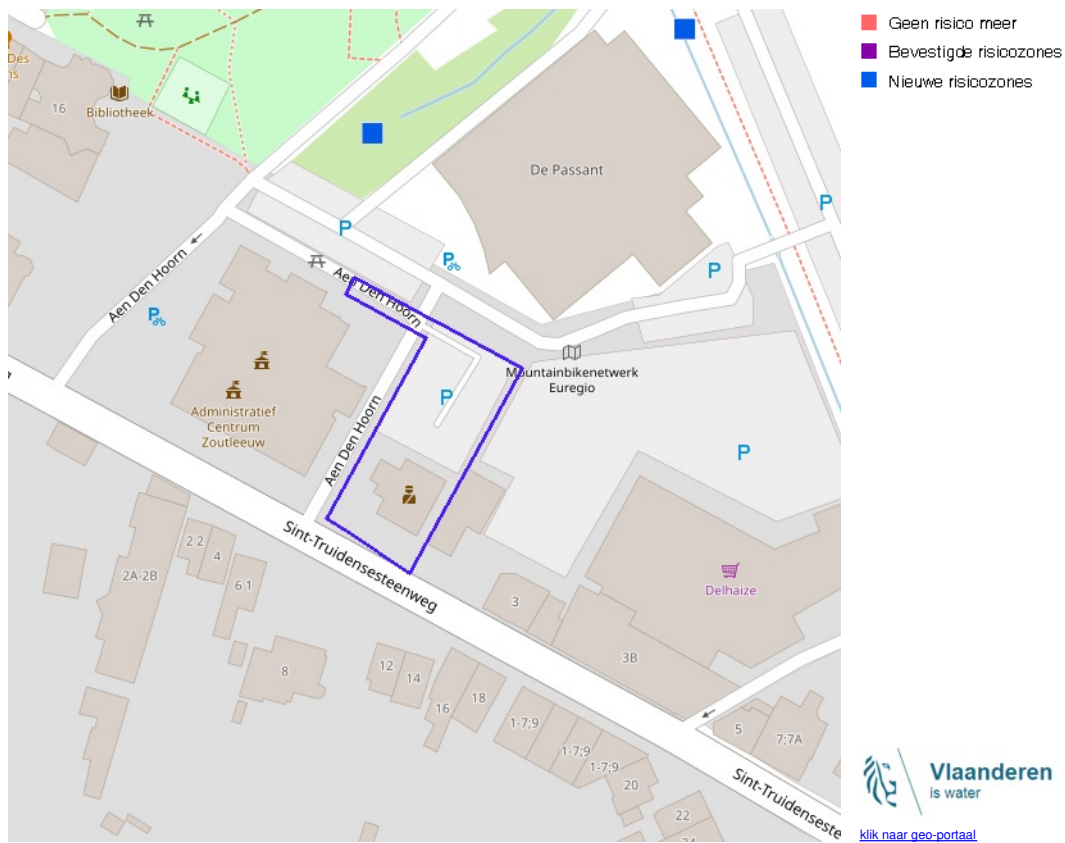 Des
ns
16
Bibliotheek
De Passant
P
P
P
P
P
Aen Den Hoorn
Aen Den Hoorn
Mountainbikenetwerk
Euregio
P
P
Aen Den Hoorn
Administratief
Centrum
Zoutleeuw
Sint-Truidensesteenweg
2 2
4
2A-2B
6 1
Delhaize
3
3B
8
12
14
16
18
1-7;9
1-7;9
1-7;9
20
5
7;7A
22
24
Sint-Truidenseste
Geen risico meer
Bevestigde risicozones
Nieuwe risicozones
Vlaanderen
is water
klik naar geo-portaal